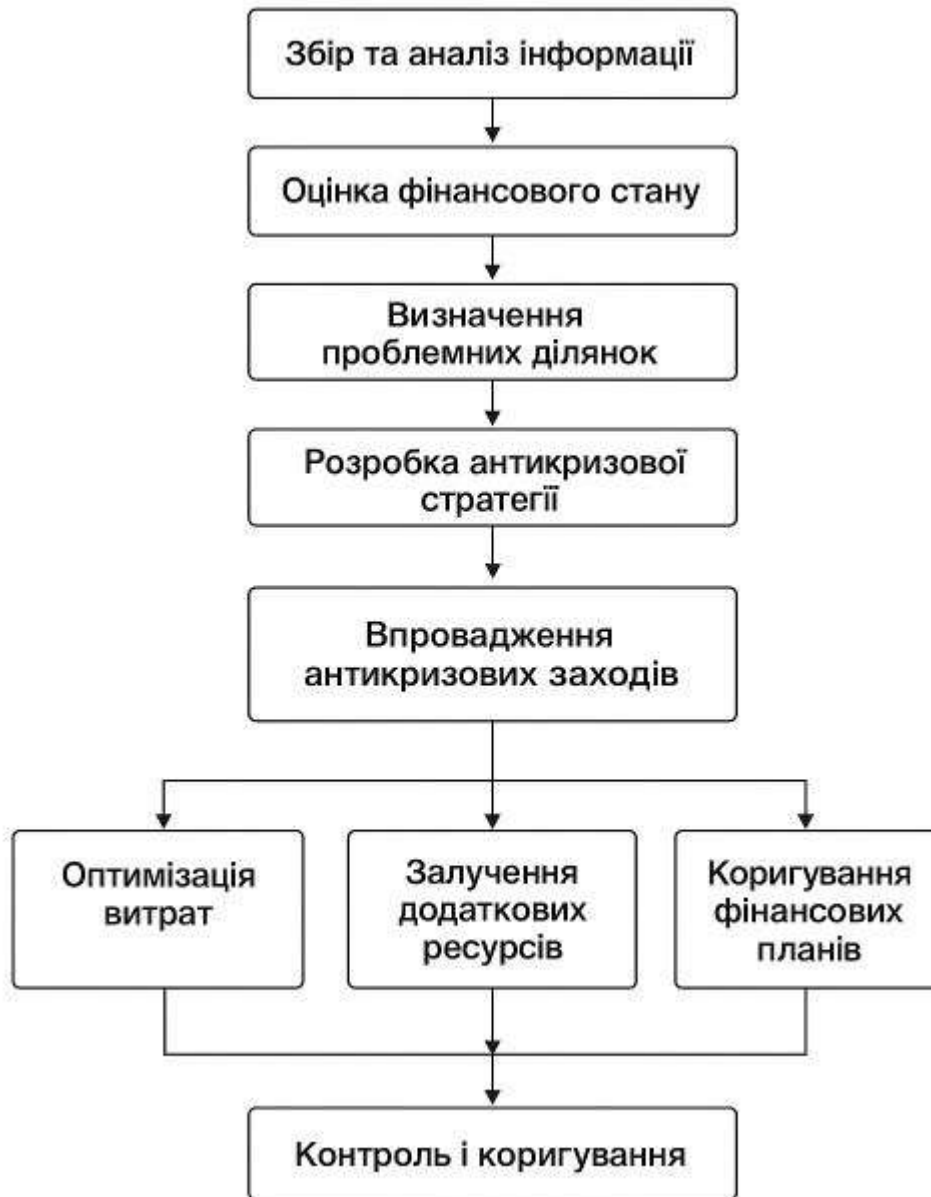 Збір та аналіз інформації
Оцінка фінансового стану
Визначення
проблемних ділянок
Розробка антикризової
стратегії
Впровадження
антикризових заходів
Оптимізація
витрат
Залучення
додаткових
ресурсів
Коригування
фінансових
планів
Контроль і коригування